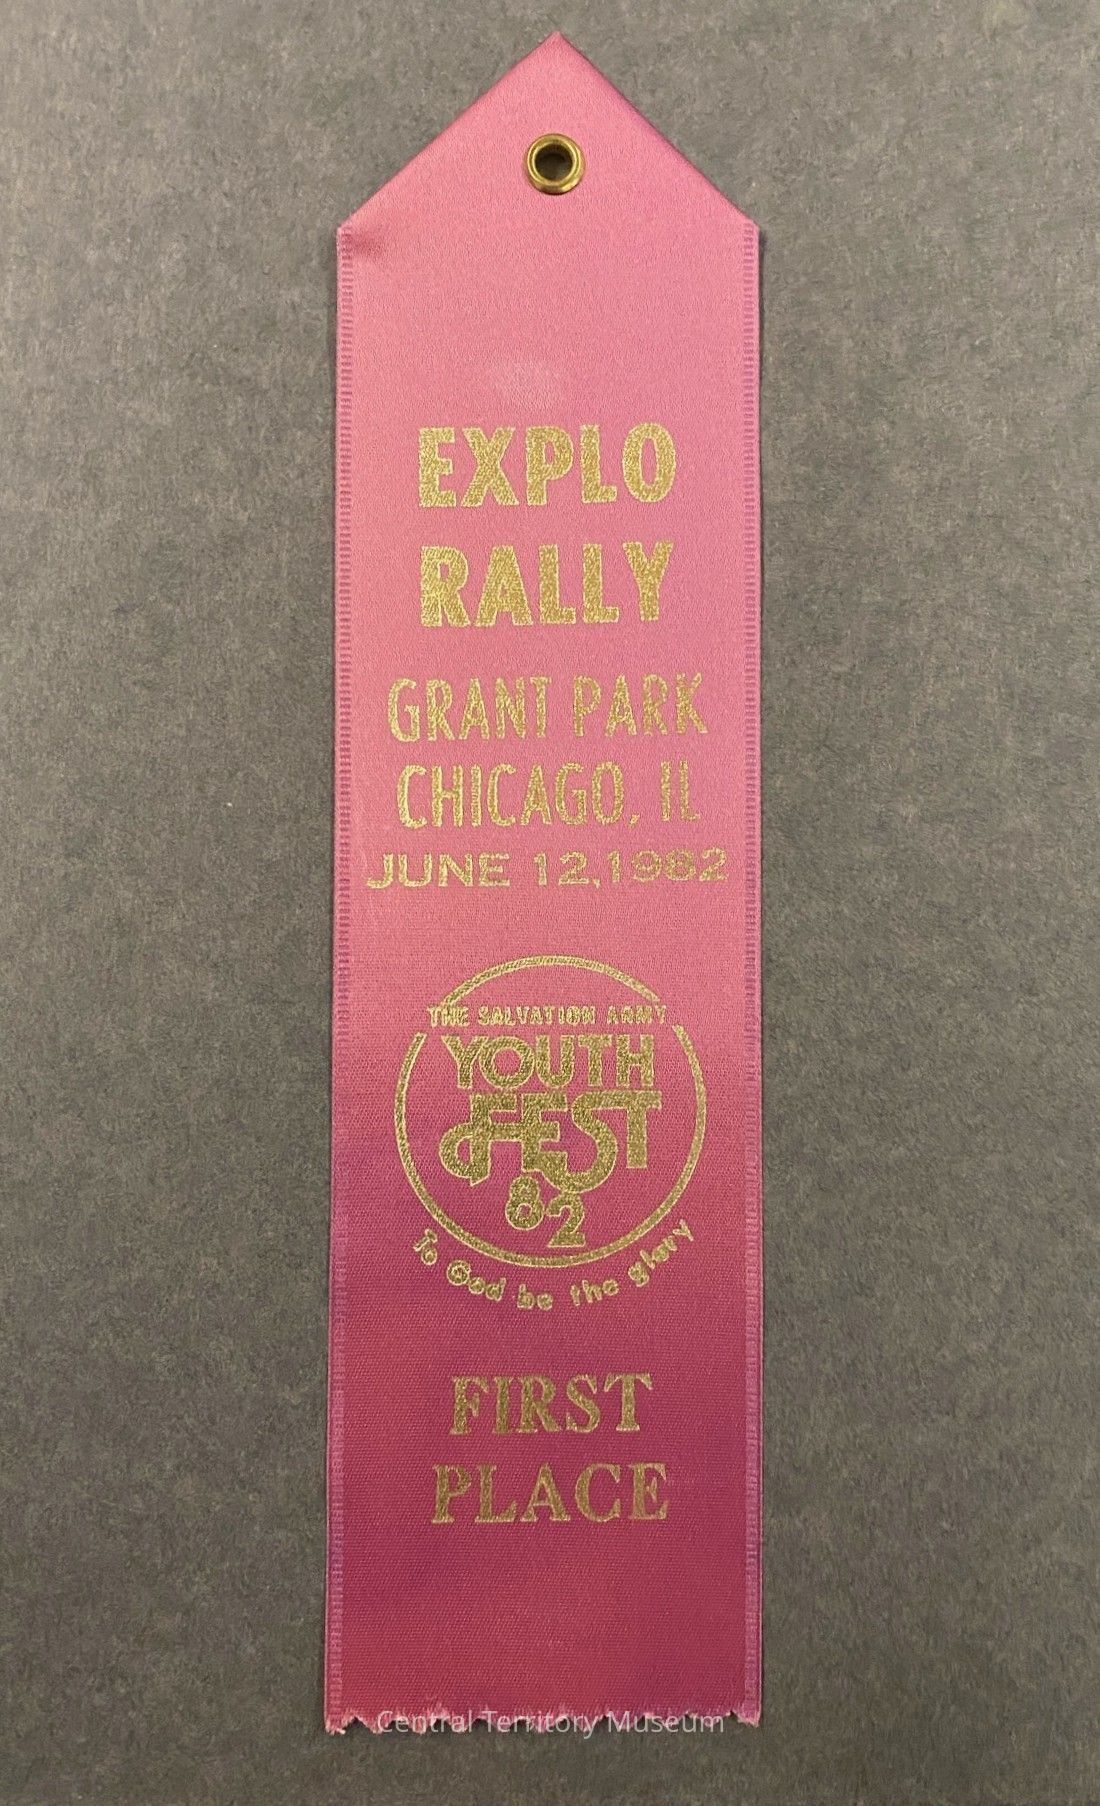 EXPLO
RALLY
GRANT PARK
CHICAGO, IL
JUNE 12,1982
THE SALVATION ARMY
YOUTH
FEST
82
To God be the glory
FIRST
PLACE
Central Territory Museum